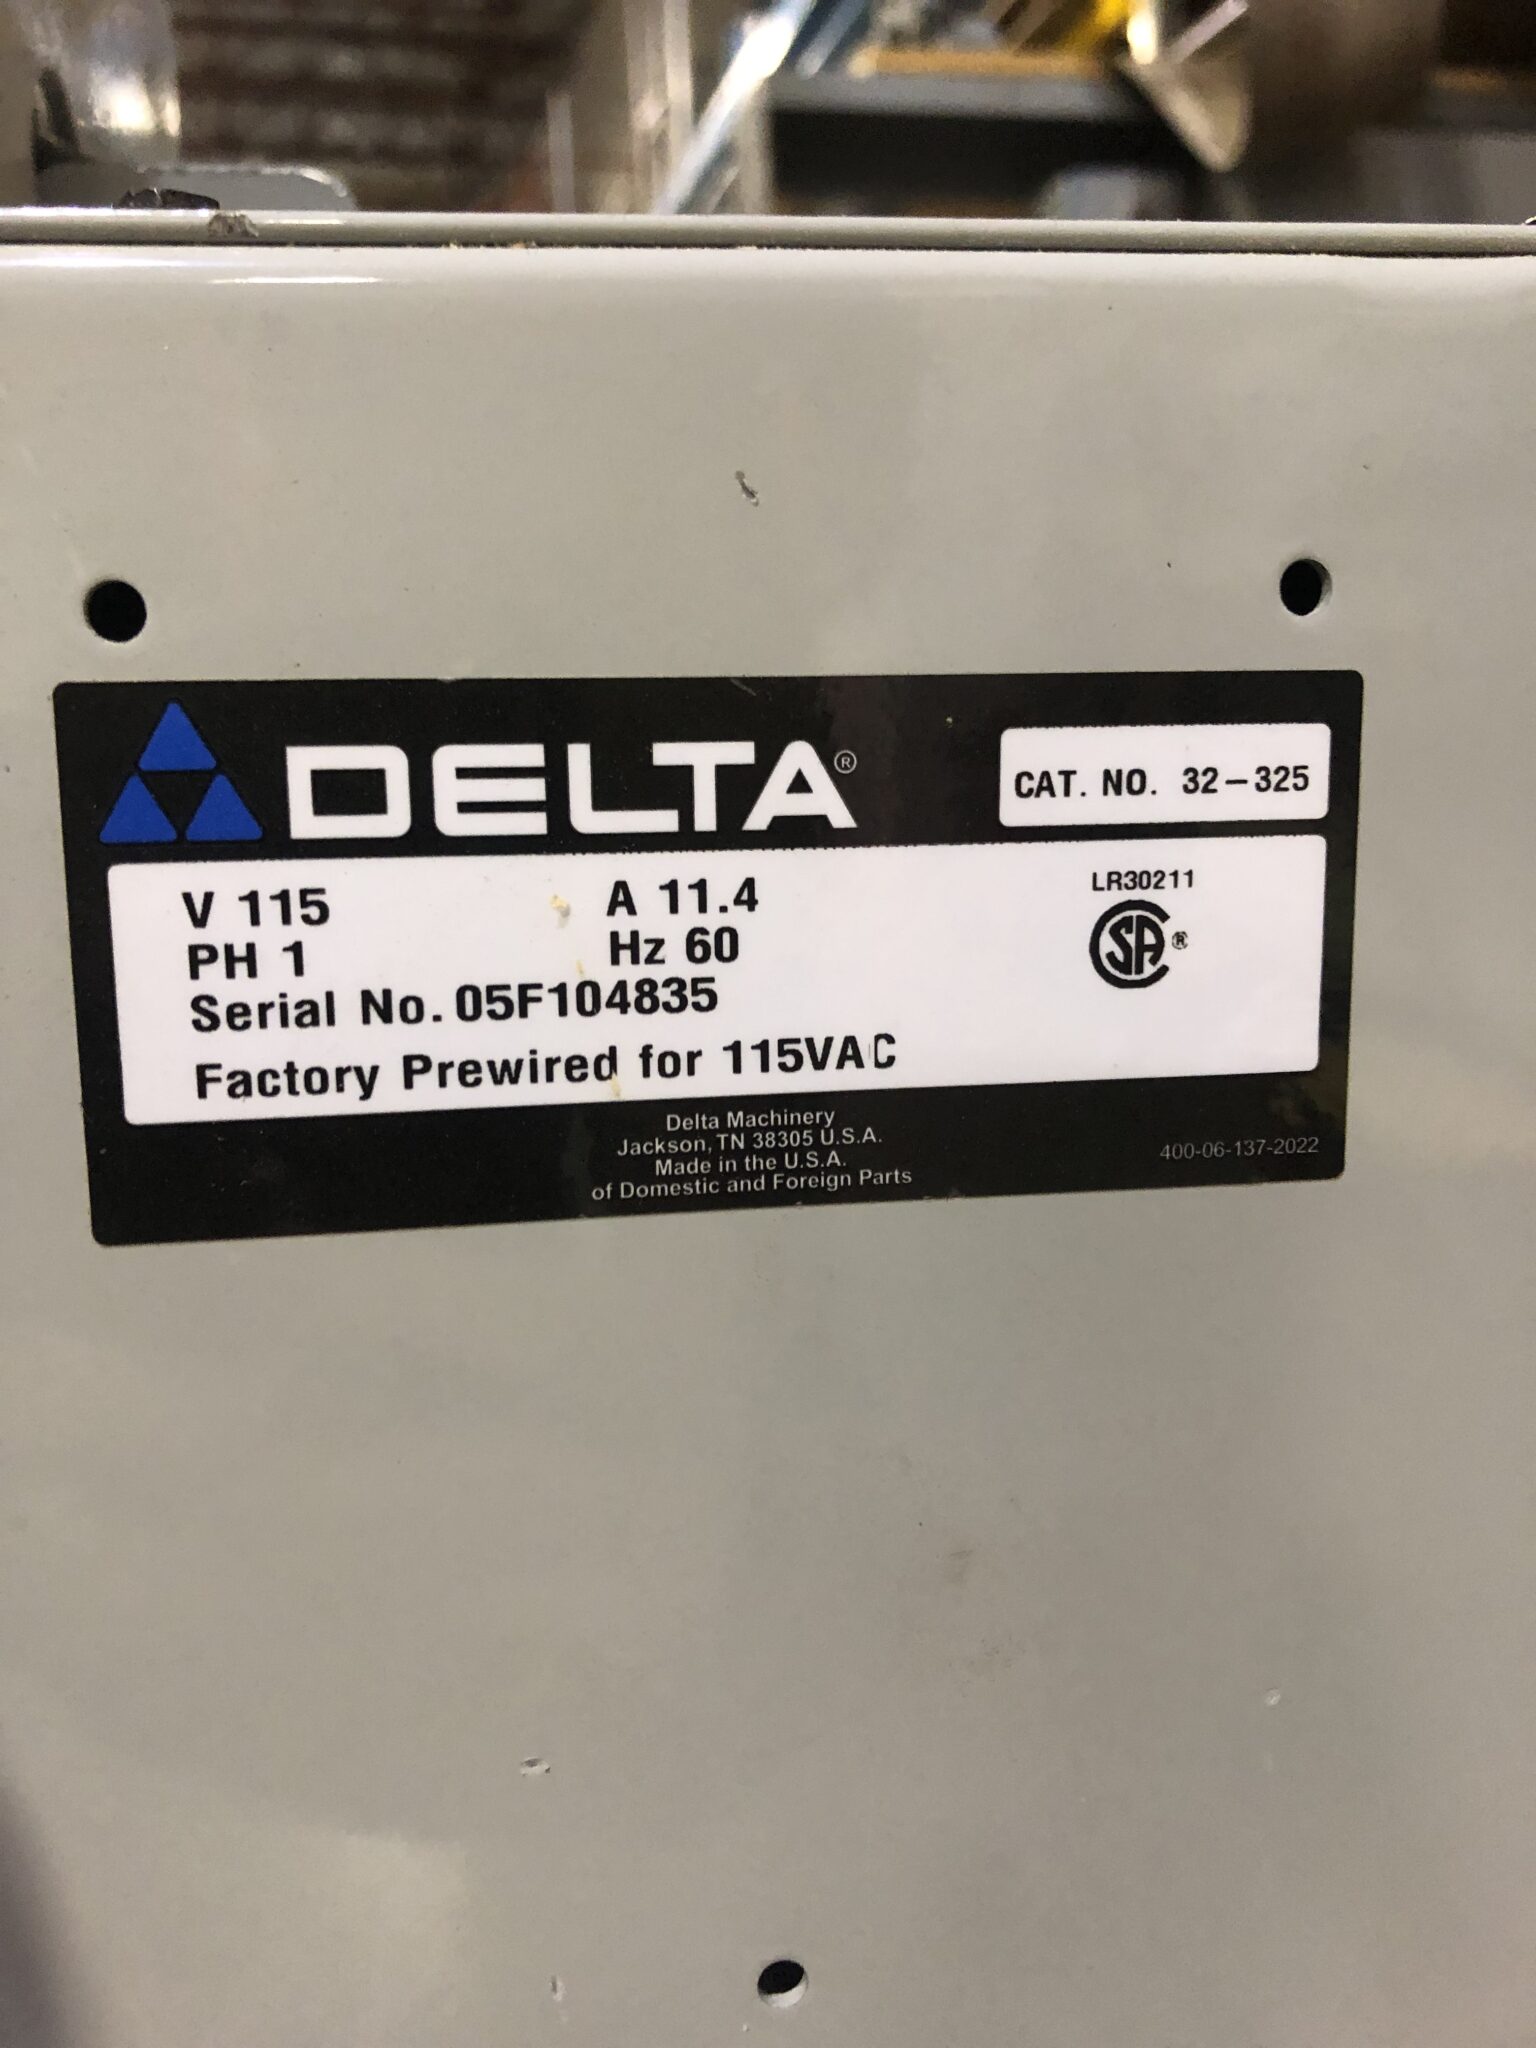 DELTA®
CAT. NO. 32-325
V 115 A 11.4
PH 1 Hz 60
Serial No. 05F104835
Factory Prewired for 115VAC
LR30211
SA ®
Delta Machinery
Jackson, TN 38305 U.S.A.
Made in the U.S.A.
of Domestic and Foreign Parts
400-06-137-2022